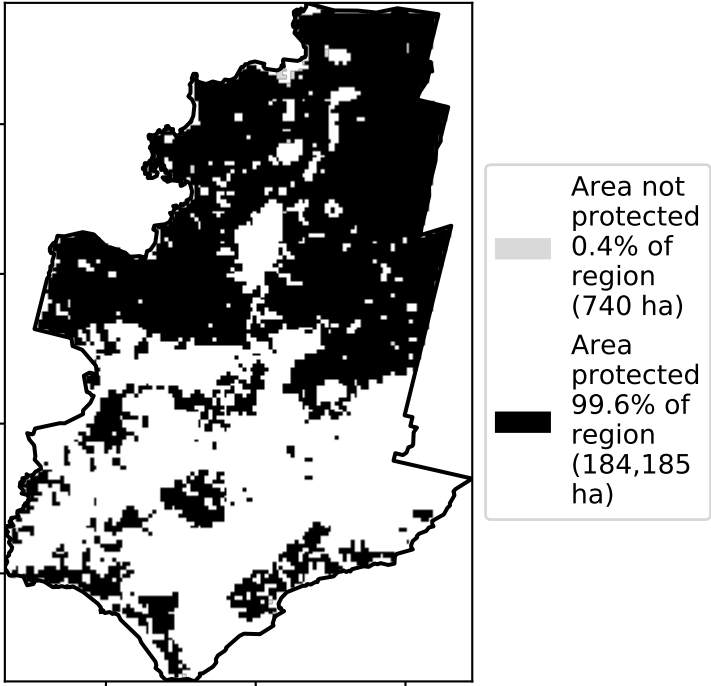 Area not
protected
0.4% of
region
(740 ha)
Area
protected
99.6% of
region
(184,185
ha)